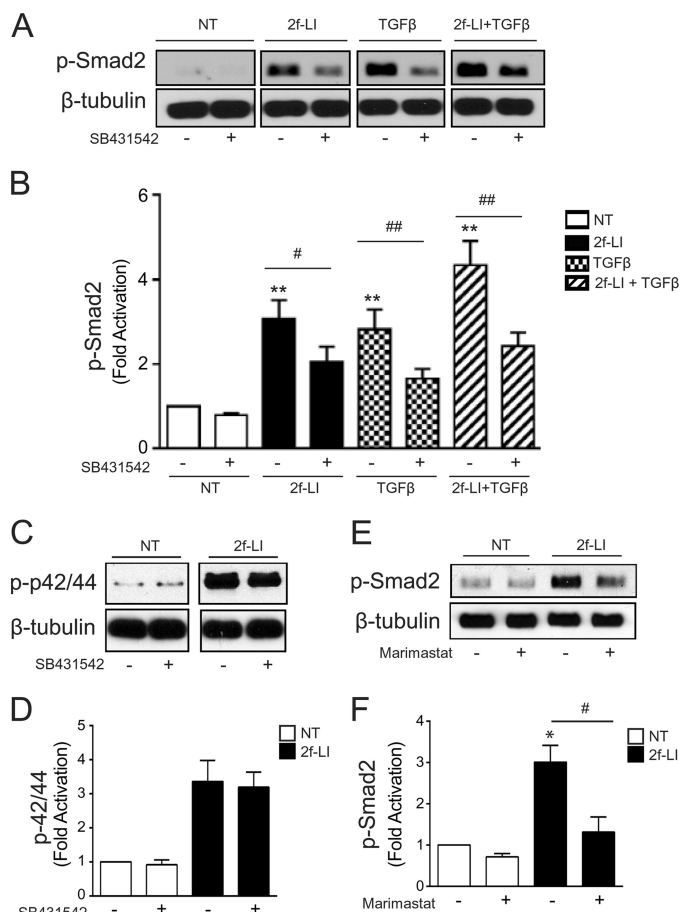 A
NT 2f-LI TGFβ 2f-LI+TGFβ
p-Smad2
β-tubulin
SB431542 - + - + - + - +
B
p-Smad2
(Fold Activation)
6
4
2
0
** ** **
# ## ##
NT
2f-LI
TGFβ
2f-LI + TGFβ
SB431542 - + - + - + - +
NT 2f-LI TGFβ 2f-LI+TGFβ
C
NT 2f-LI
p-p42/44
β-tubulin
SB431542 - + - +
E
NT 2f-LI
p-Smad2
β-tubulin
Marimastat - + - +
D
p-42/44
(Fold Activation)
5
4
3
2
1
0
NT
2f-LI
SB431542 - + - +
F
p-Smad2
(Fold Activation)
4
3
2
1
0
* #
NT
2f-LI
Marimastat - + - +